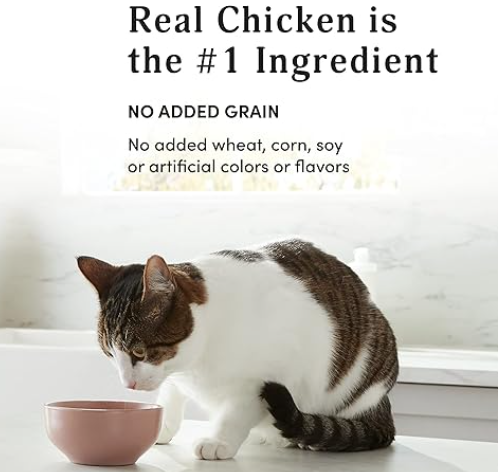 Real Chicken is
the #1 Ingredient
NO ADDED GRAIN
No added wheat, corn, soy
or artificial colors or flavors